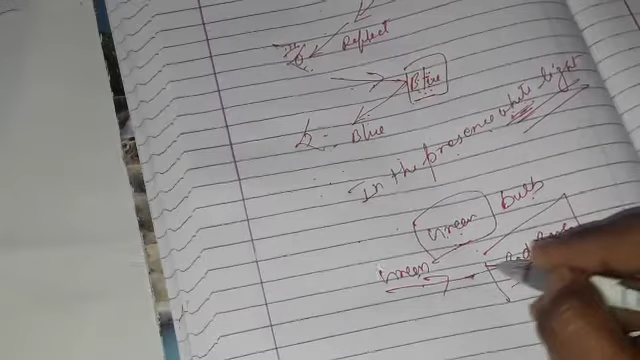 Reflect
Blue
Blue
In the presence white light
Green bulb
Green